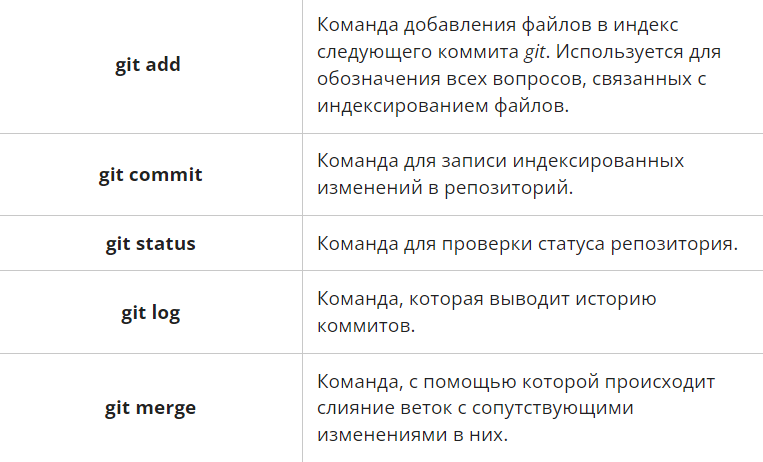 git add
Команда добавления файлов в индекс
следующего коммита git. Используется для
обозначения всех вопросов, связанных с
индексированием файлов.
git commit
Команда для записи индексированных
изменений в репозиторий.
git status
Команда для проверки статуса репозитория.
git log
Команда, которая выводит историю
коммитов.
git merge
Команда, с помощью которой происходит
слияние веток с сопутствующими
изменениями в них.